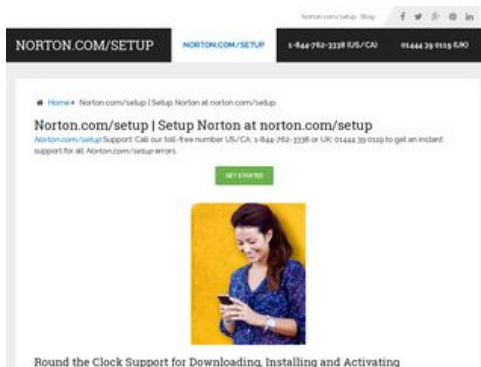 Norton.com/setup Blog
NORTON.COM/SETUP
NORTON.COM/SETUP
1-844-762-3338 (US/CA)
01444 39 0119 (UK)
Home Norton.com/setup | Setup Norton at norton.com/setup
Norton.com/setup | Setup Norton at norton.com/setup
Norton.com/setup Support: Call our toll-free number US/CA: 1-844-762-3338 or UK: 01444 39 0119 to get an instant
support for all Norton.com/setup errors.
GET STARTED
Round the Clock Support for Downloading, Installing and Activating